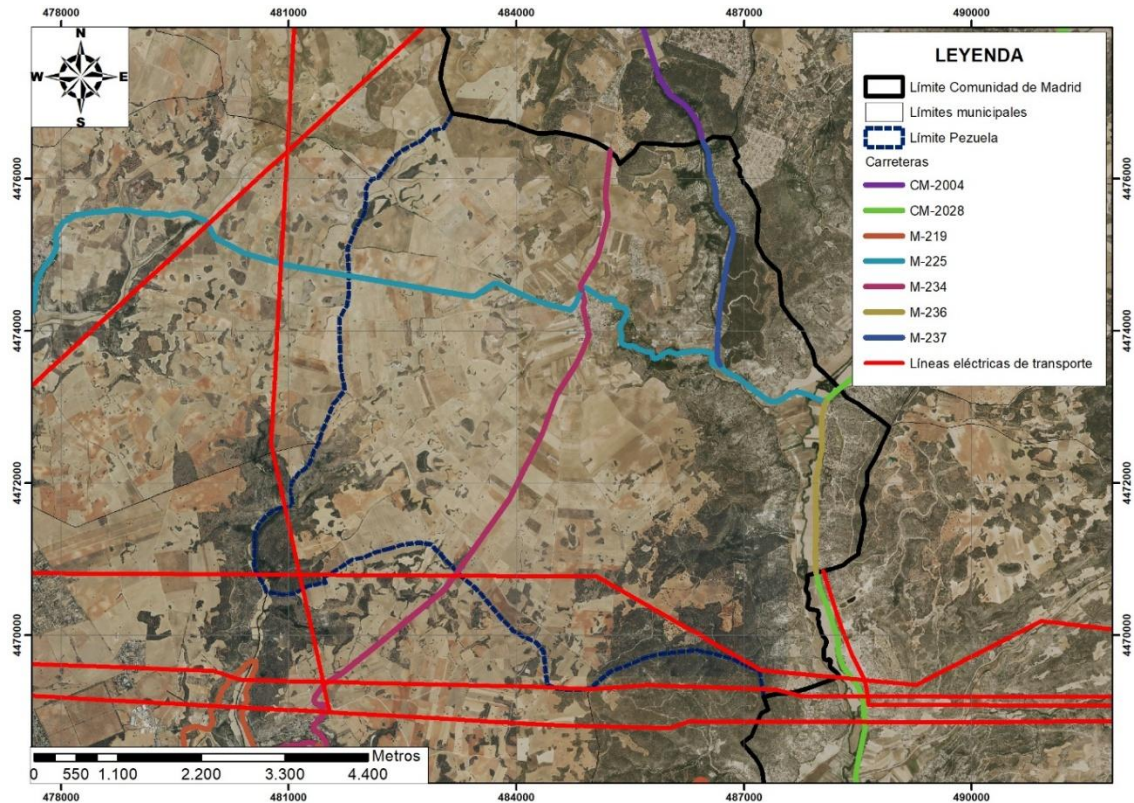 478000 481000 484000 487000 490000
N
W E
S
LEYENDA
Límite Comunidad de Madrid
Límites municipales
Límite Pezuela
Carreteras
CM-2004
CM-2028
M-219
M-225
M-234
M-236
M-237
Líneas eléctricas de transporte
4476000 4476000
4474000 4474000
4472000 4472000
4470000 4470000
Metros
0 550 1.100 2.200 3.300 4.400
478000 481000 484000 487000 490000